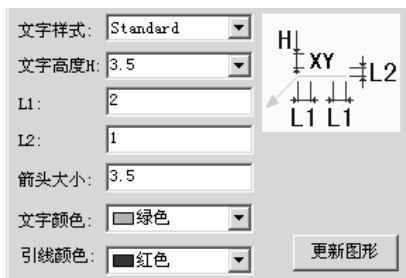 文字样式: Standard
文字高度H: 3.5
L1: 2
L2: 1
箭头大小: 3.5
文字颜色: 绿色
引线颜色: 红色
H
XY
L2
L1 L1
更新图形